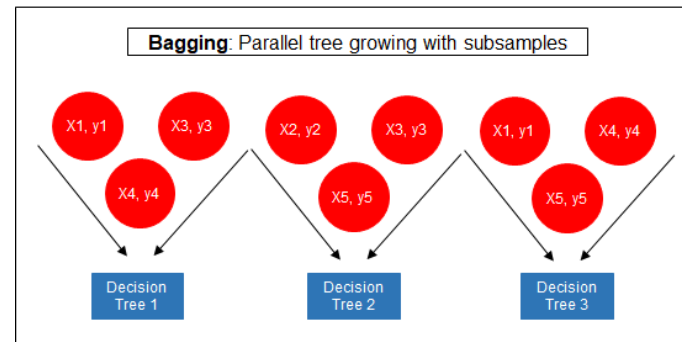 Bagging: Parallel tree growing with subsamples
X1, y1
X3, y3
X4, y4
X2, y2
X3, y3
X5, y5
X1, y1
X4, y4
X5, y5
Decision
Tree 1
Decision
Tree 2
Decision
Tree 3